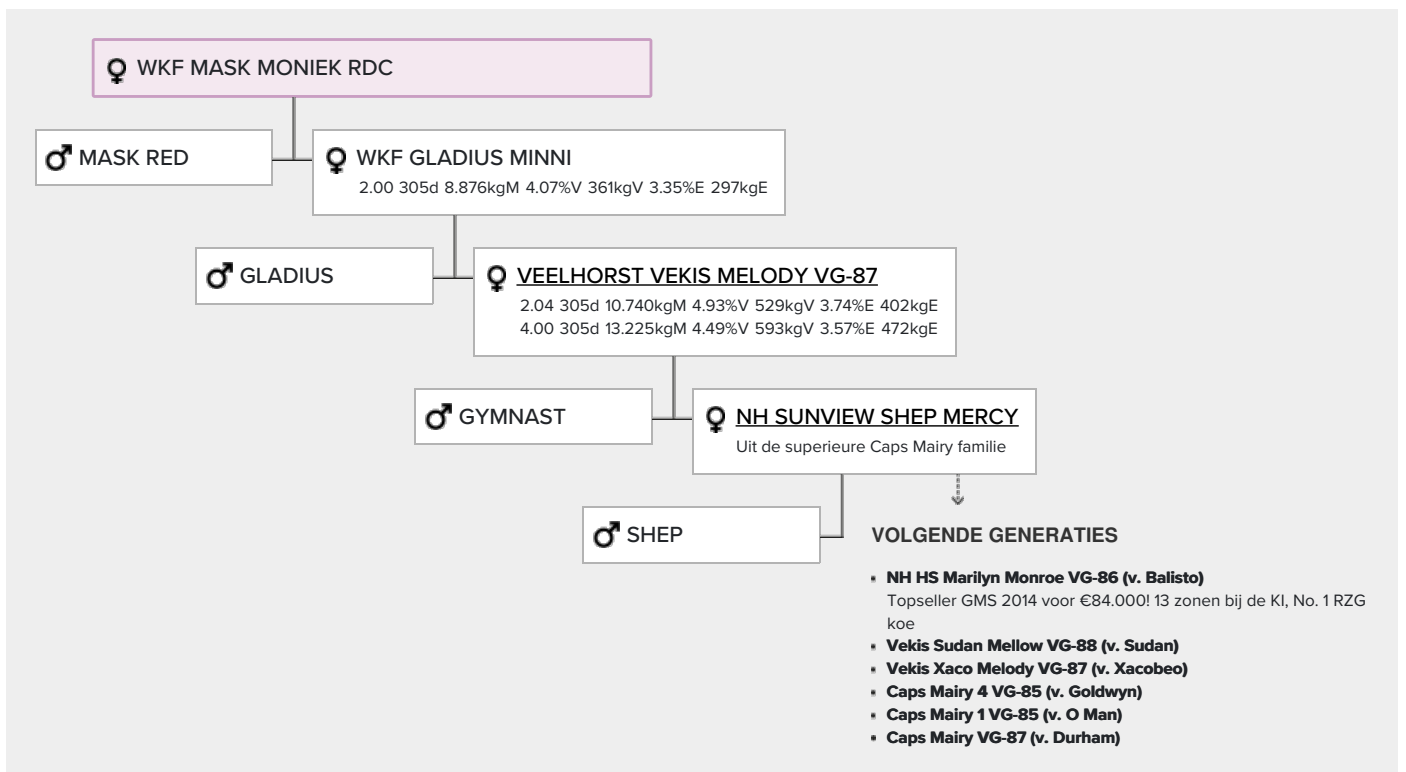 WKF MASK MONIEK RDC
MASK RED
WKF GLADIUS MINNI
2.00 305d 8.876kgM 4.07%V 361kgV 3.35%E 297kgE
GLADIUS
VEELHORST VEKIS MELODY VG-87
2.04 305d 10.740kgM 4.93%V 529kgV 3.74%E 402kgE
4.00 305d 13.225kgM 4.49%V 593kgV 3.57%E 472kgE
GYMNAST
NH SUNVIEW SHEP MERCY
Uit de superieure Caps Mairy familie
SHEP
VOLGENDE GENERATIES
NH HS Marilyn Monroe VG-86 (v. Balisto)
Topseller GMS 2014 voor €84.000! 13 zonen bij de KI, No. 1 RZG
koe
Vekis Sudan Mellow VG-88 (v. Sudan)
Vekis Xaco Melody VG-87 (v. Xacobeo)
Caps Mairy 4 VG-85 (v. Goldwyn)
Caps Mairy 1 VG-85 (v. O Man)
Caps Mairy VG-87 (v. Durham)